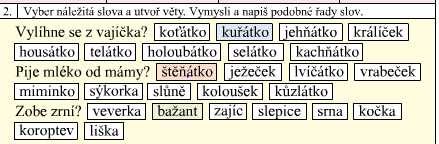 2. Vyber náležitá slova a utvoř věty. Vymysli a napiš podobné řady slov.
Vylíhne se z vajíčka? koťátko kuřátko jehňátko králíček
housátko telátko holoubátko selátko kachňátko
Pije mléko od mámy? štěňátko ježeček lvíčátko vrabeček
miminko sýkorka slůně koloušek kůzlátko
Zobe zrní? veverka bažant zajíc slepice srna kočka
koroptev liška